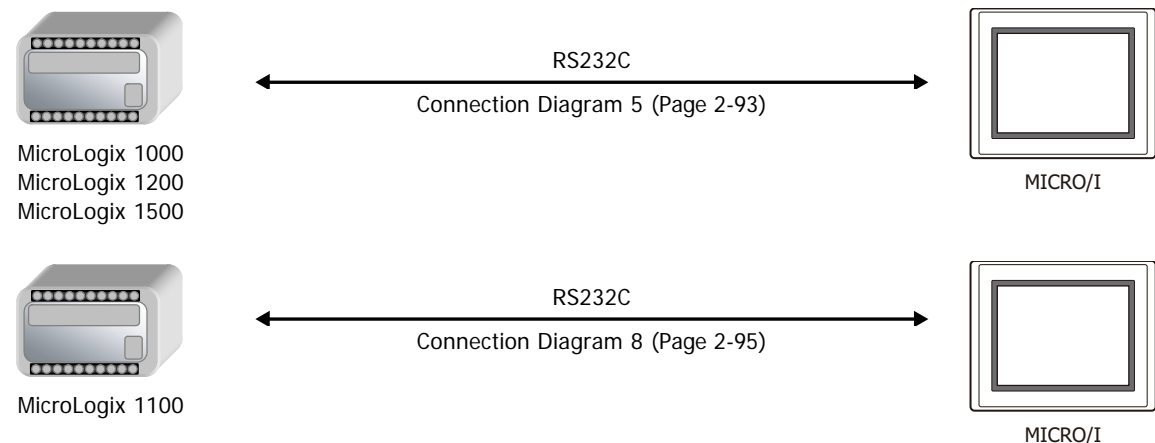 RS232C
Connection Diagram 5 (Page 2-93)
MicroLogix 1000
MicroLogix 1200
MicroLogix 1500
MICRO/I
RS232C
Connection Diagram 8 (Page 2-95)
MicroLogix 1100
MICRO/I